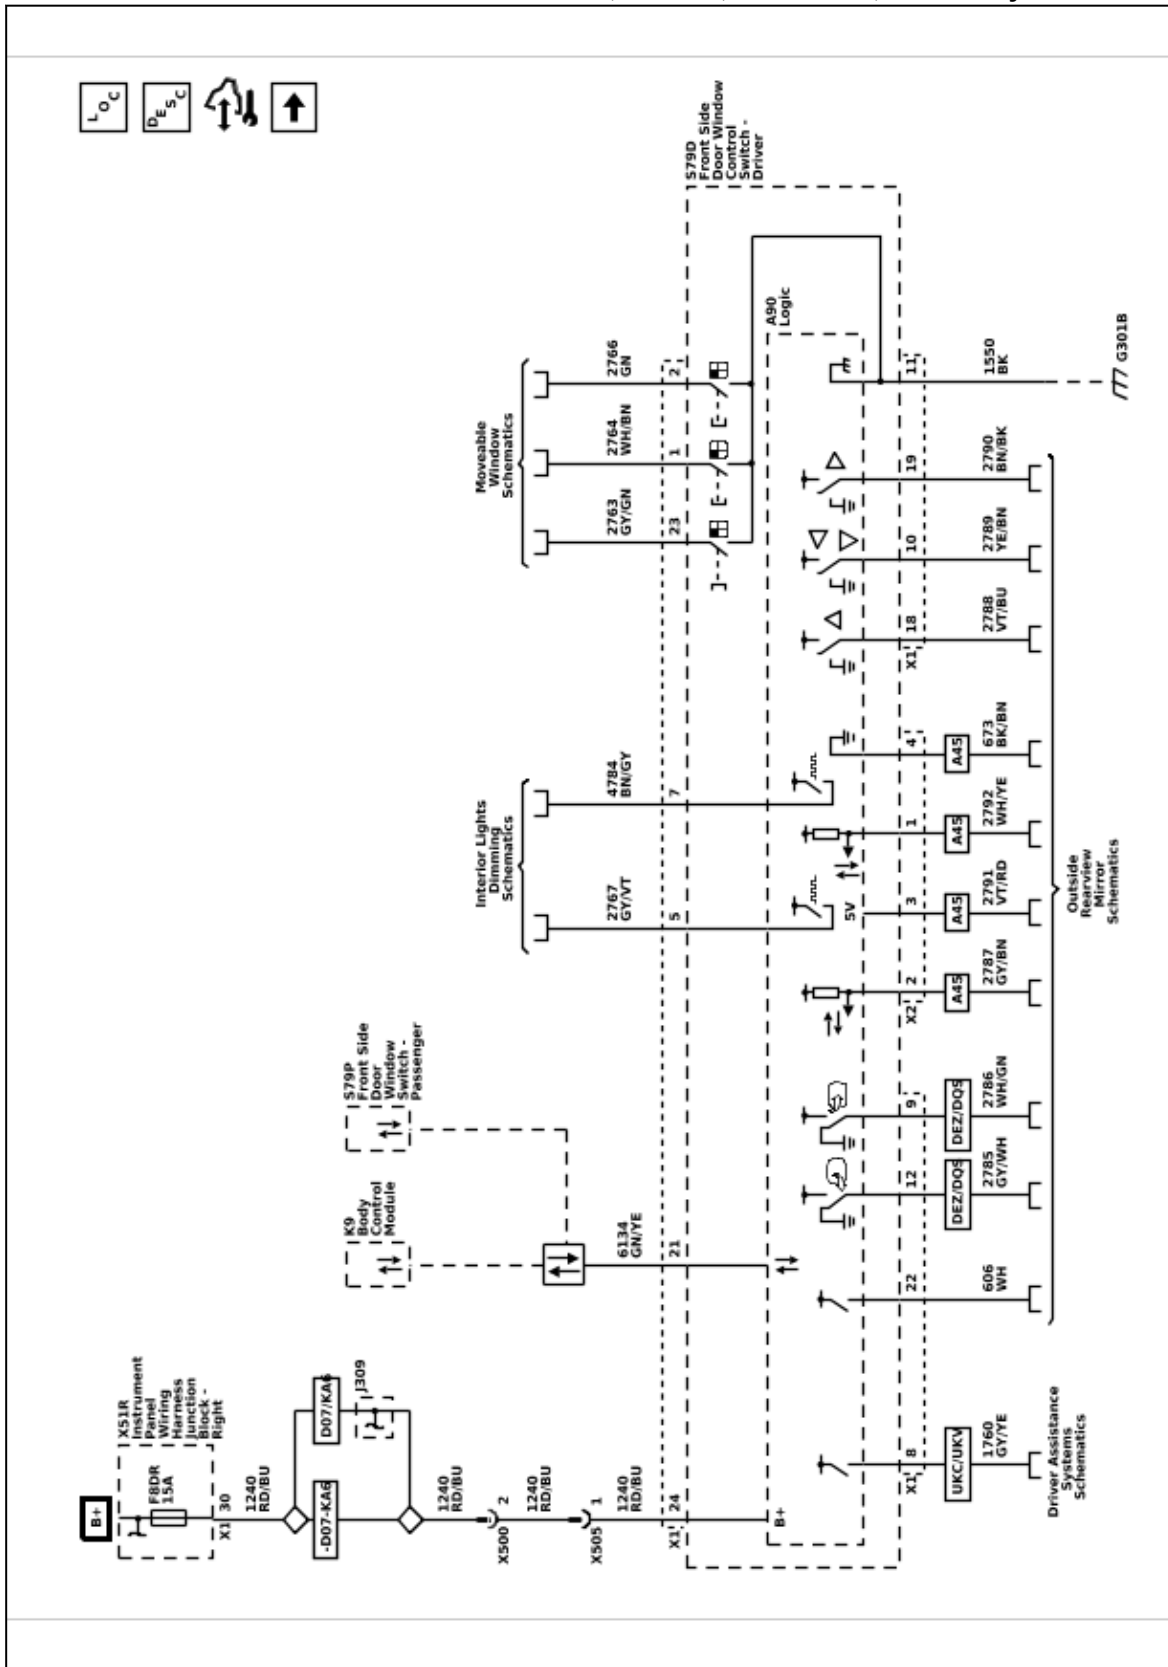 LOC
DESC
S79D
Front Side
Door Window
Control
Switch -
Driver
A90
Logic
Moveable
Window
Schematics
2763
GY/GN
2764
WH/BN
2766
GN
23
1
2
Interior Lights
Dimming
Schematics
2767
GY/VT
4784
BN/GY
5
7
S79P
Front Side
Door
Window
Switch -
Passenger
K9
Body
Control
Module
6134
GN/YE
21
B+
X51R
Instrument
Panel
Wiring
Harness
Junction
Block -
Right
F8DR
15A
X1
30
1240
RD/BU
-D07-KA6
D07/KA6
J309
1240
RD/BU
X500
2
1240
RD/BU
X505
1
1240
RD/BU
X1
24
B+
5V
X1
8
22
12
9
X2
2
3
1
4
X1
18
10
19
11
UKC/UKV
DEZ/DQS
DEZ/DQS
A45
A45
A45
A45
1760
GY/YE
606
WH
2785
GY/WH
2786
WH/GN
2787
GY/BN
2791
VT/RD
2792
WH/YE
673
BK/BN
2788
VT/BU
2789
YE/BN
2790
BN/BK
1550
BK
G301B
Driver Assistance
Systems
Schematics
Outside
Rearview
Mirror
Schematics